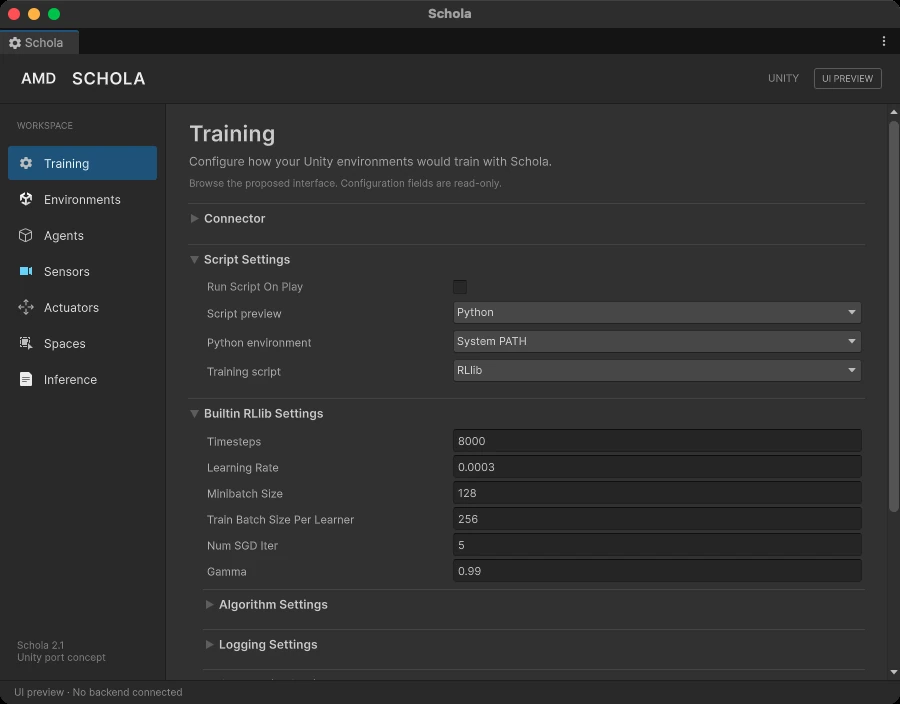 Schola
Schola
AMD SCHOLA
UNITY
UI PREVIEW
WORKSPACE
Training
Environments
Agents
Sensors
Actuators
Spaces
Inference
Schola 2.1
Unity port concept
Training
Configure how your Unity environments would train with Schola.
Browse the proposed interface. Configuration fields are read-only.
Connector
Script Settings
Run Script On Play
Script preview Python
Python environment System PATH
Training script RLlib
Builtin RLlib Settings
Timesteps 8000
Learning Rate 0.0003
Minibatch Size 128
Train Batch Size Per Learner 256
Num SGD Iter 5
Gamma 0.99
Algorithm Settings
Logging Settings
UI preview · No backend connected